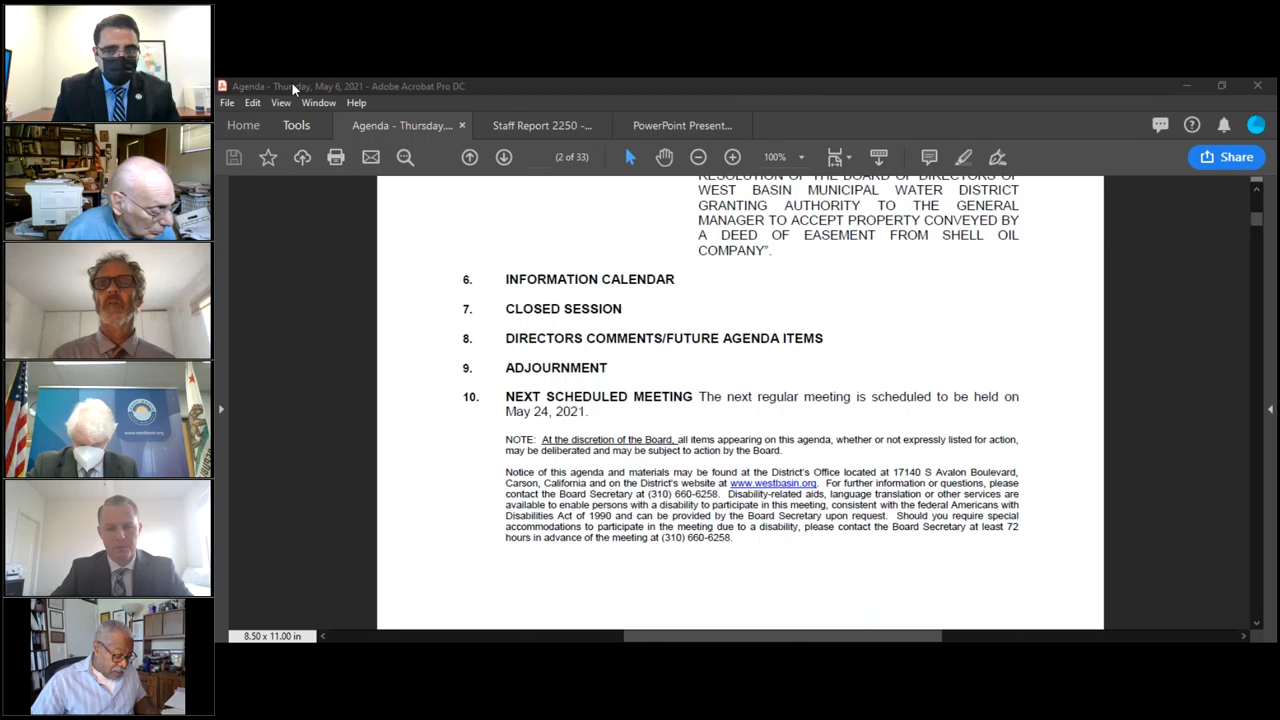 Agenda - Thursday, May 6, 2021 - Adobe Acrobat Pro DC
File Edit View Window Help
Home Tools Agenda - Thursday,... Staff Report 2250 -... PowerPoint Present...
(2 of 33) 100% Share
RESOLUTION OF THE BOARD OF DIRECTORS OF
WEST BASIN MUNICIPAL WATER DISTRICT
GRANTING AUTHORITY TO THE GENERAL
MANAGER TO ACCEPT PROPERTY CONVEYED BY
A DEED OF EASEMENT FROM SHELL OIL
COMPANY”.
6. INFORMATION CALENDAR
7. CLOSED SESSION
8. DIRECTORS COMMENTS/FUTURE AGENDA ITEMS
9. ADJOURNMENT
10. NEXT SCHEDULED MEETING The next regular meeting is scheduled to be held on
May 24, 2021.
NOTE: At the discretion of the Board, all items appearing on this agenda, whether or not expressly listed for action,
may be deliberated and may be subject to action by the Board.
Notice of this agenda and materials may be found at the District's Office located at 17140 S Avalon Boulevard,
Carson, California and on the District's website at www.westbasin.org. For further information or questions, please
contact the Board Secretary at (310) 660-6258. Disability-related aids, language translation or other services are
available to enable persons with a disability to participate in this meeting, consistent with the federal Americans with
Disabilities Act of 1990 and can be provided by the Board Secretary upon request. Should you require special
accommodations to participate in the meeting due to a disability, please contact the Board Secretary at least 72
hours in advance of the meeting at (310) 660-6258.
8.50 x 11.00 in
www.westbasin.org